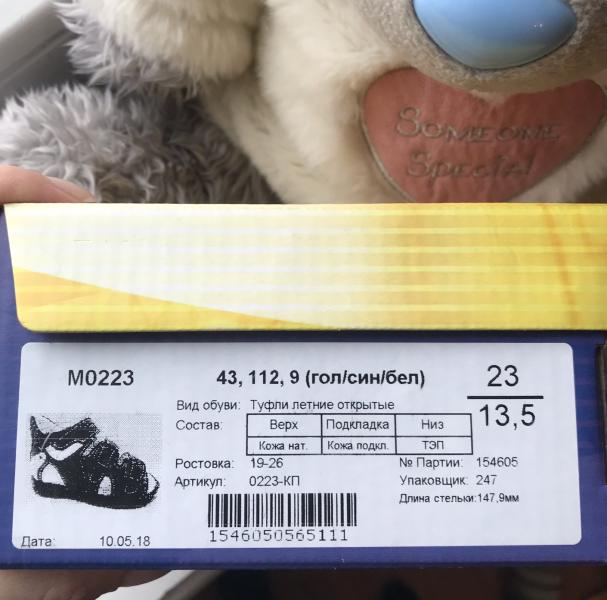 SOMEONE
SPECIAL
M0223
43, 112, 9 (гол/син/бел)
23
13,5
Вид обуви: Туфли летние открытые
Состав: Верх Подкладка Низ
Кожа нат. Кожа подкл. ТЭП
Ростовка: 19-26 № Партии: 154605
Артикул: 0223-КП Упаковщик: 247
Длина стельки: 147,9мм
1546050565111
Дата: 10.05.18